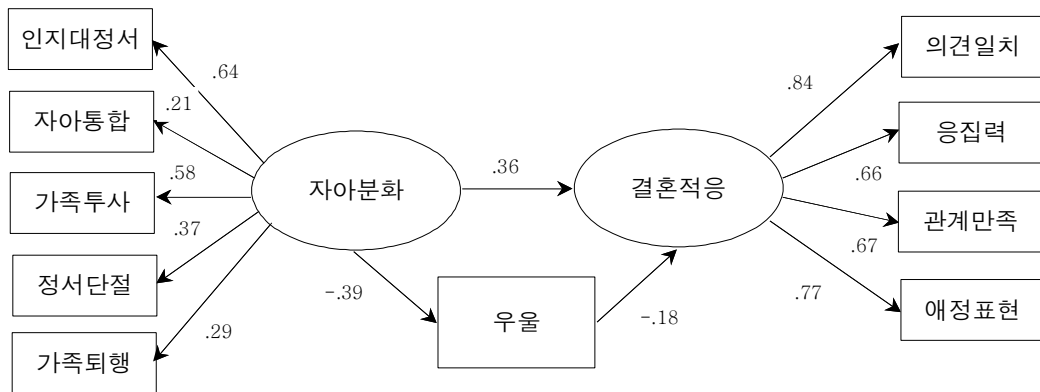 인지대정서
.64
자아통합
.21
가족투사
.58
정서단절
.37
가족퇴행
.29
자아분화
.36
-.39
우울
-.18
결혼적응
의견일치
.84
응집력
.66
관계만족
.67
애정표현
.77